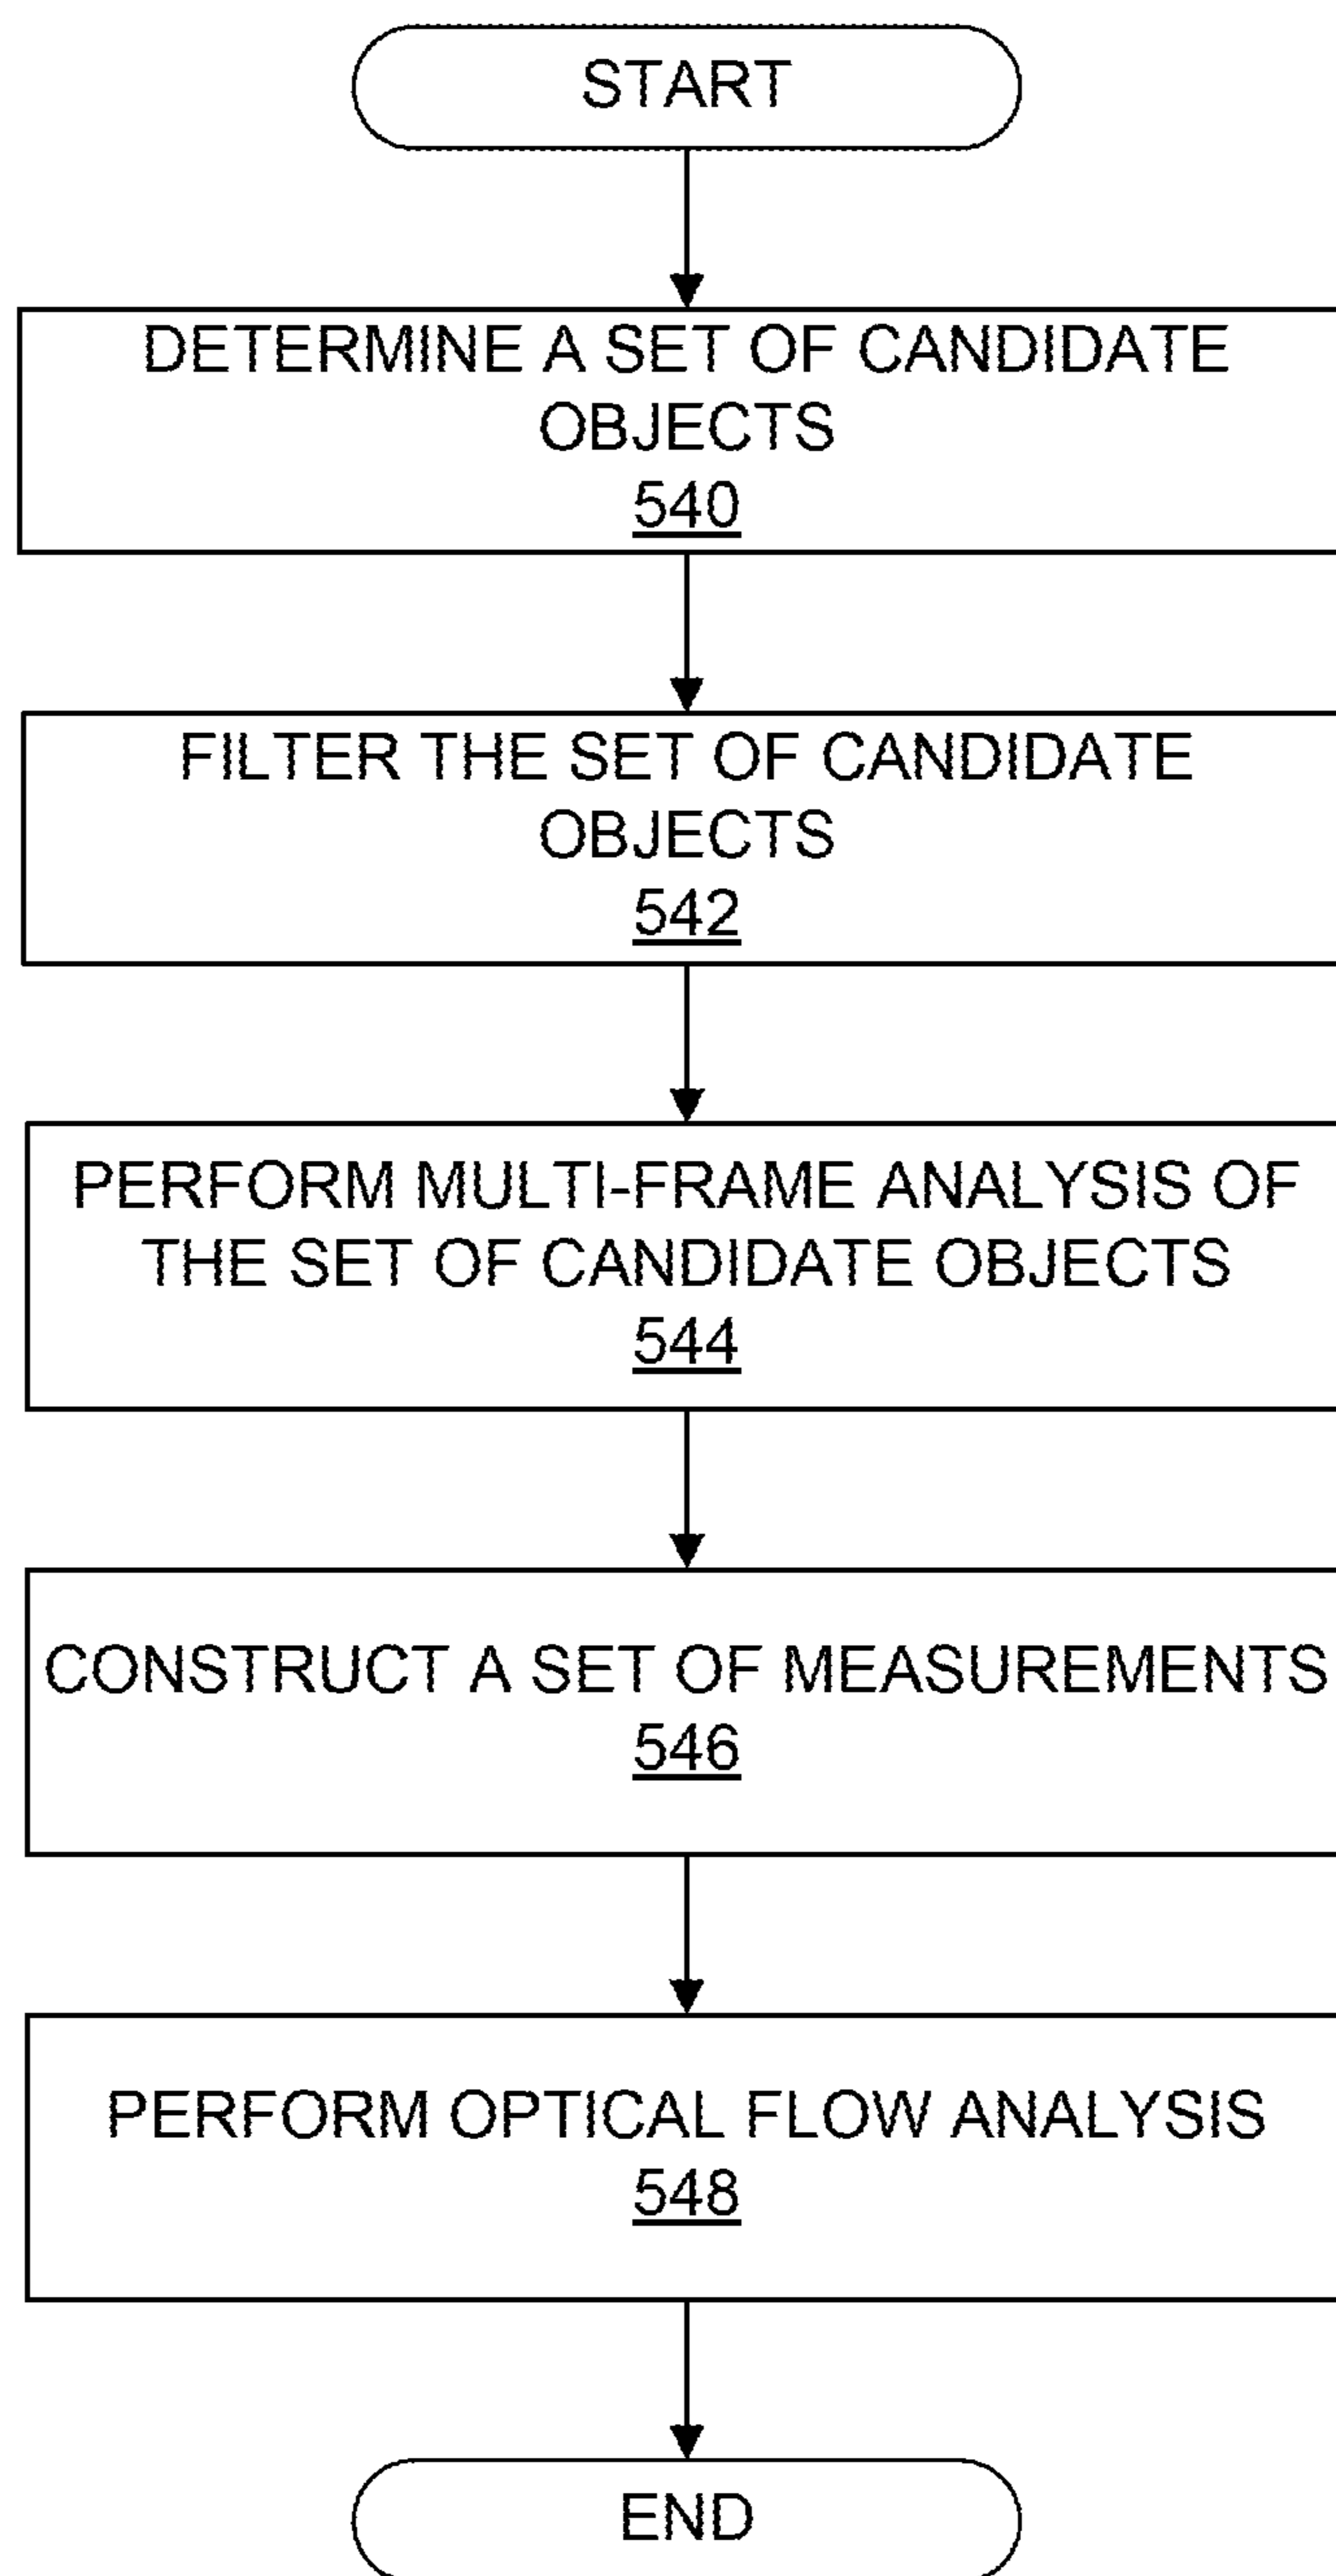 START
DETERMINE A SET OF CANDIDATE
OBJECTS
540
FILTER THE SET OF CANDIDATE
OBJECTS
542
PERFORM MULTI-FRAME ANALYSIS OF
THE SET OF CANDIDATE OBJECTS
544
CONSTRUCT A SET OF MEASUREMENTS
546
PERFORM OPTICAL FLOW ANALYSIS
548
END